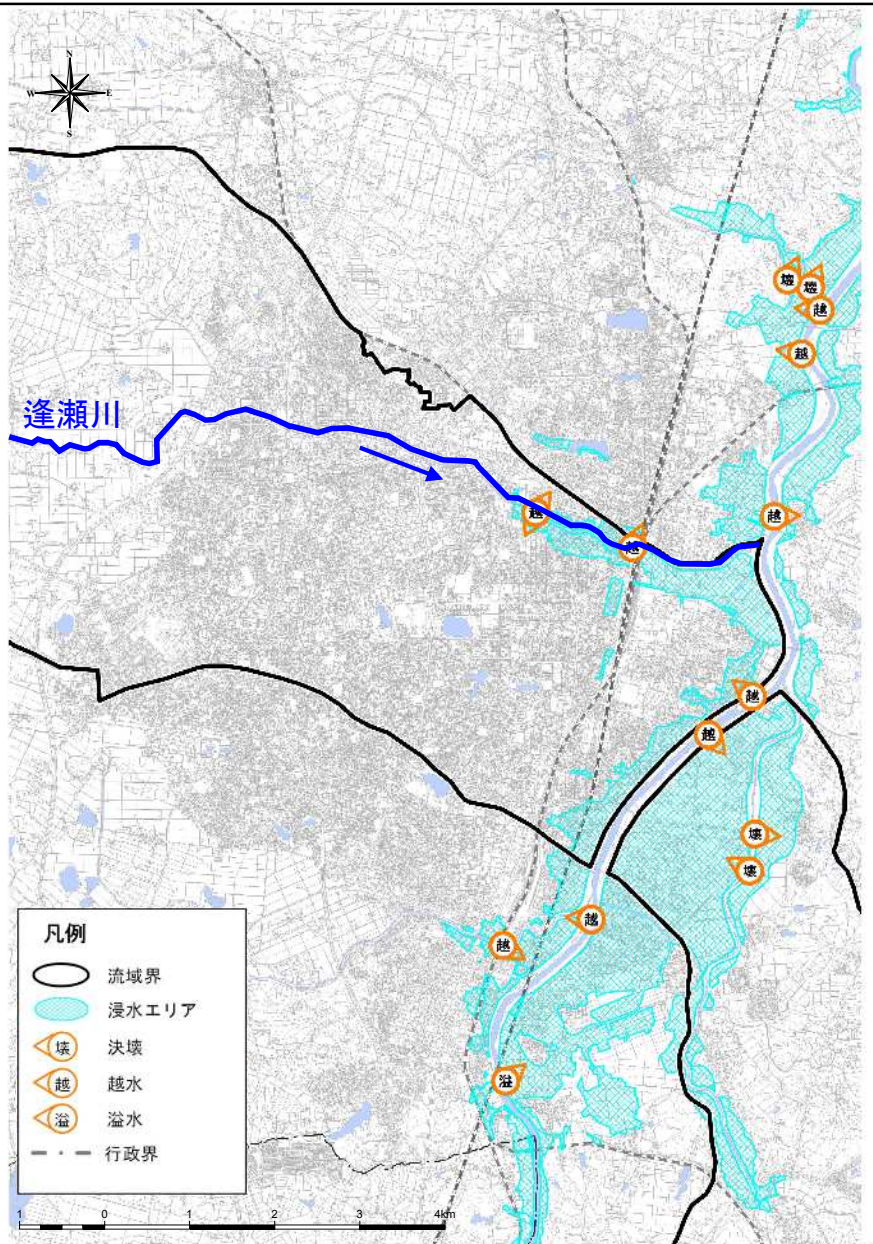 N
W
E
S
壊
壊
越
越
逢瀬川
越
越
越
越
越
壊
壊
越
越
溢
凡例
流域界
浸水エリア
壊 決壊
越 越水
溢 溢水
行政界
1 0 1 2 3 4km